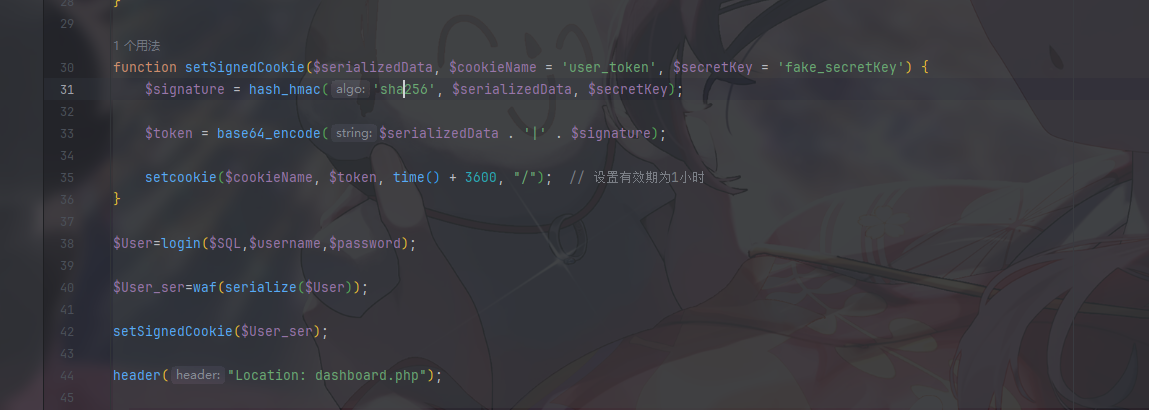 28 }
29
1 个用法
30 function setSignedCookie($serializedData, $cookieName = 'user_token', $secretKey = 'fake_secretKey') {
31 $signature = hash_hmac( algo: 'sha256', $serializedData, $secretKey);
32
33 $token = base64_encode( string: $serializedData . '|' . $signature);
34
35 setcookie($cookieName, $token, time() + 3600, "/");  // 设置有效期为1小时
36 }
37
38 $User=login($SQL,$username,$password);
39
40 $User_ser=waf(serialize($User));
41
42 setSignedCookie($User_ser);
43
44 header( header: "Location: dashboard.php");
45